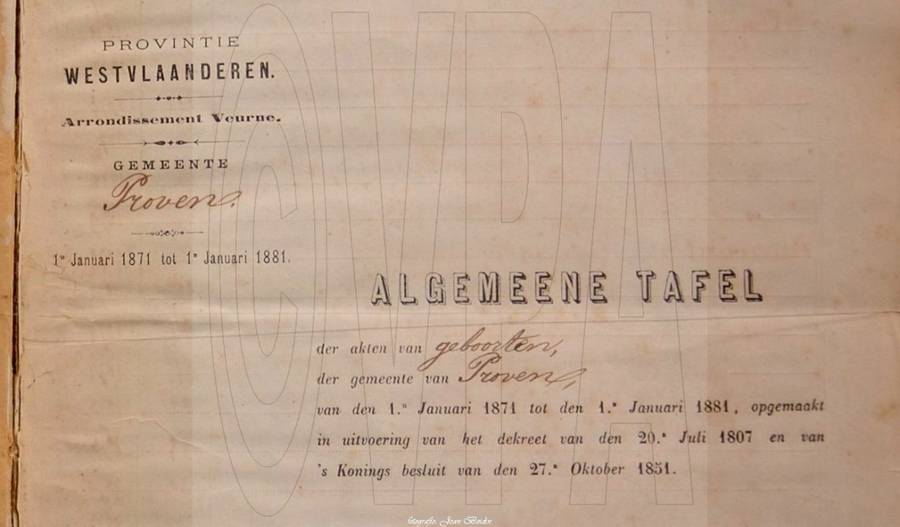 PROVINTIE
WESTVLAANDEREN.
Arrondissement Veurne.
GEMEENTE
Proven.
1ⁿ Januari 1871 tot 1ⁿ Januari 1881.
ALGEMEENE TAFEL
der akten van geboorten,
der gemeente van Proven,
van den 1.ⁿ Januari 1871 tot den 1.ⁿ Januari 1881, opgemaakt
in uitvoering van het dekreet van den 20.ⁿ Juli 1807 en van
's Konings besluit van den 27.ⁿ Oktober 1851.
CVPA